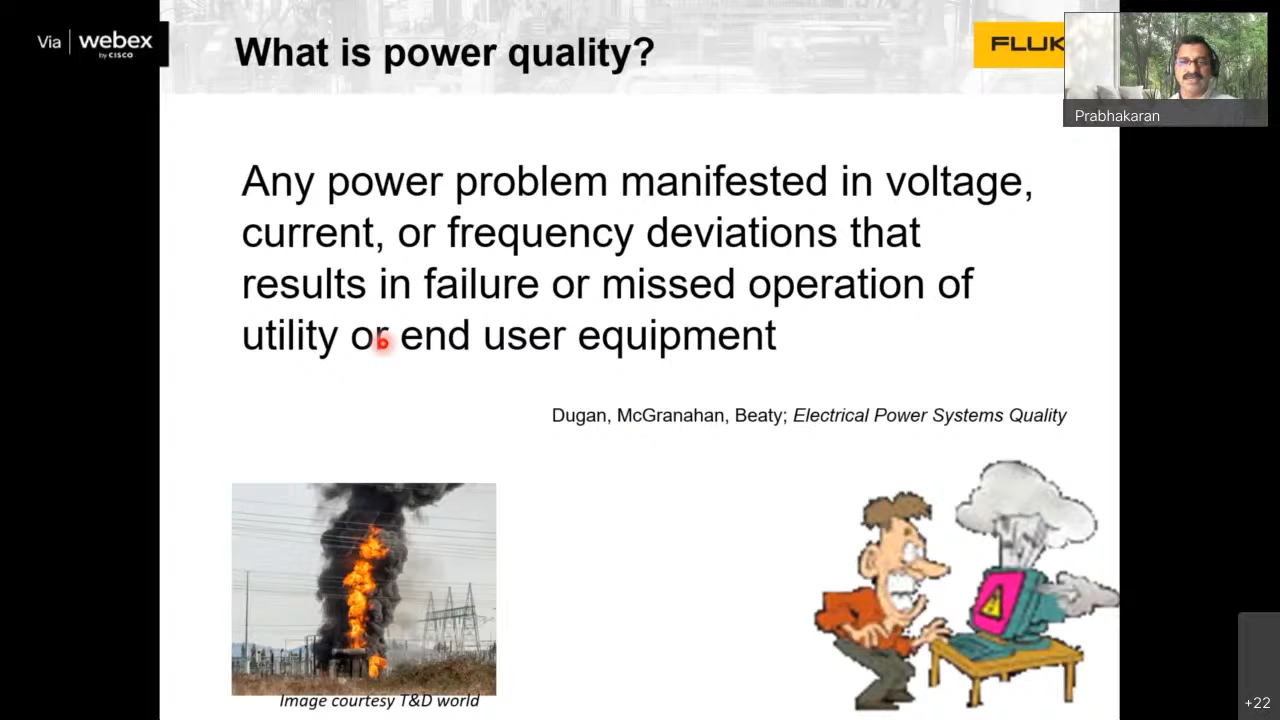 Via | webex
by CISCO
What is power quality?
FLUK
Prabhakaran
Any power problem manifested in voltage,
current, or frequency deviations that
results in failure or missed operation of
utility or end user equipment
Dugan, McGranahan, Beaty; Electrical Power Systems Quality
Image courtesy T&D world
+22